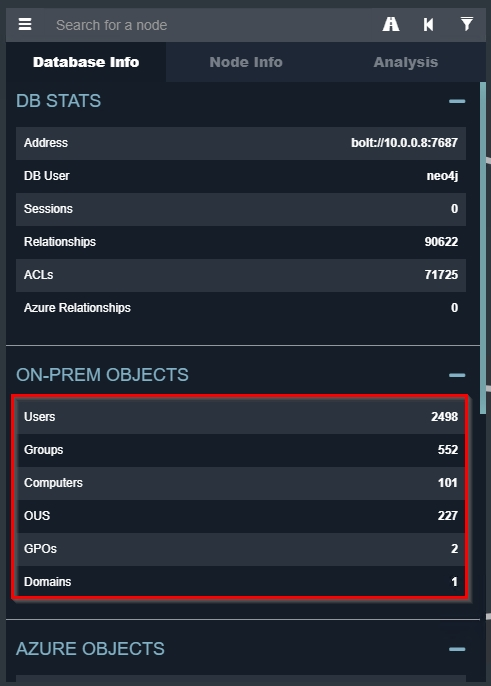 Search for a node
Database Info Node Info Analysis
DB STATS
Address bolt://10.0.0.8:7687
DB User neo4j
Sessions 0
Relationships 90622
ACLs 71725
Azure Relationships 0
ON-PREM OBJECTS
Users 2498
Groups 552
Computers 101
OUS 227
GPOs 2
Domains 1
AZURE OBJECTS